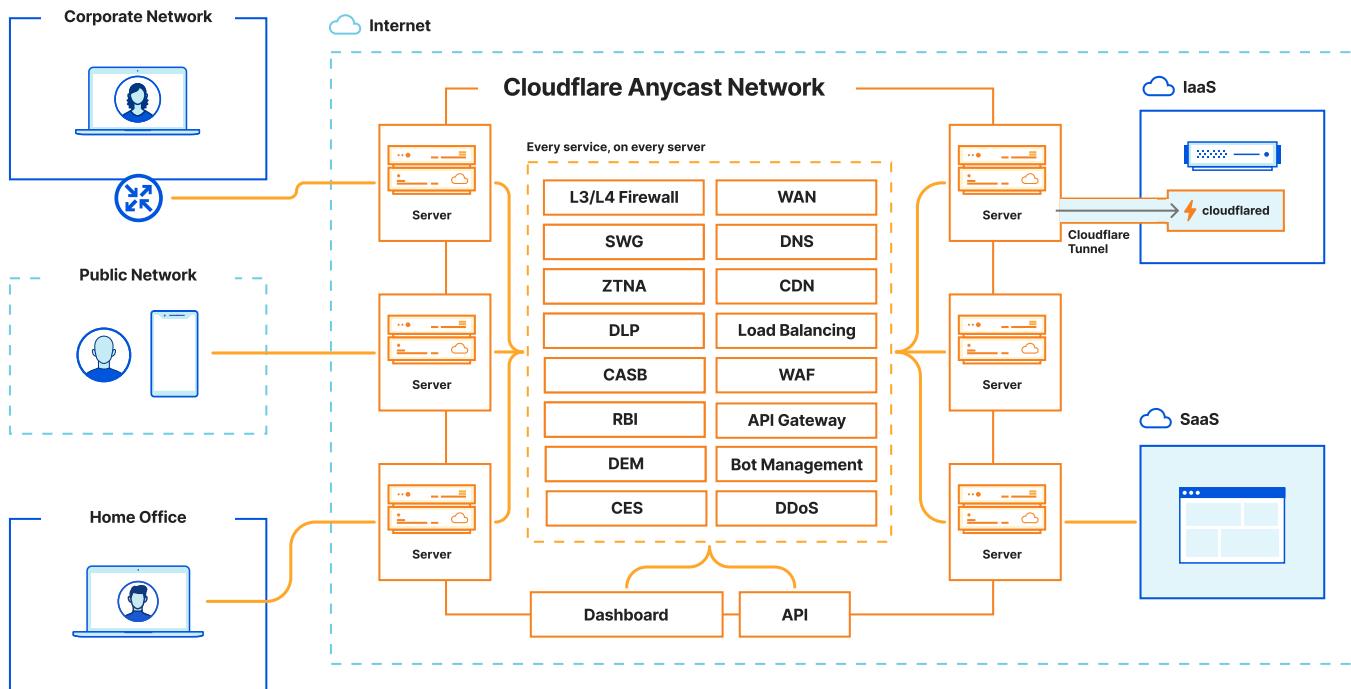 Corporate Network
Internet
Cloudflare Anycast Network
IaaS
Every service, on every server
L3/L4 Firewall
WAN
SWG
DNS
ZTNA
CDN
DLP
Load Balancing
CASB
WAF
RBI
API Gateway
DEM
Bot Management
CES
DDoS
Server
Server
Server
Server
Server
Server
cloudflared
Cloudflare
Tunnel
Public Network
SaaS
Home Office
Dashboard
API